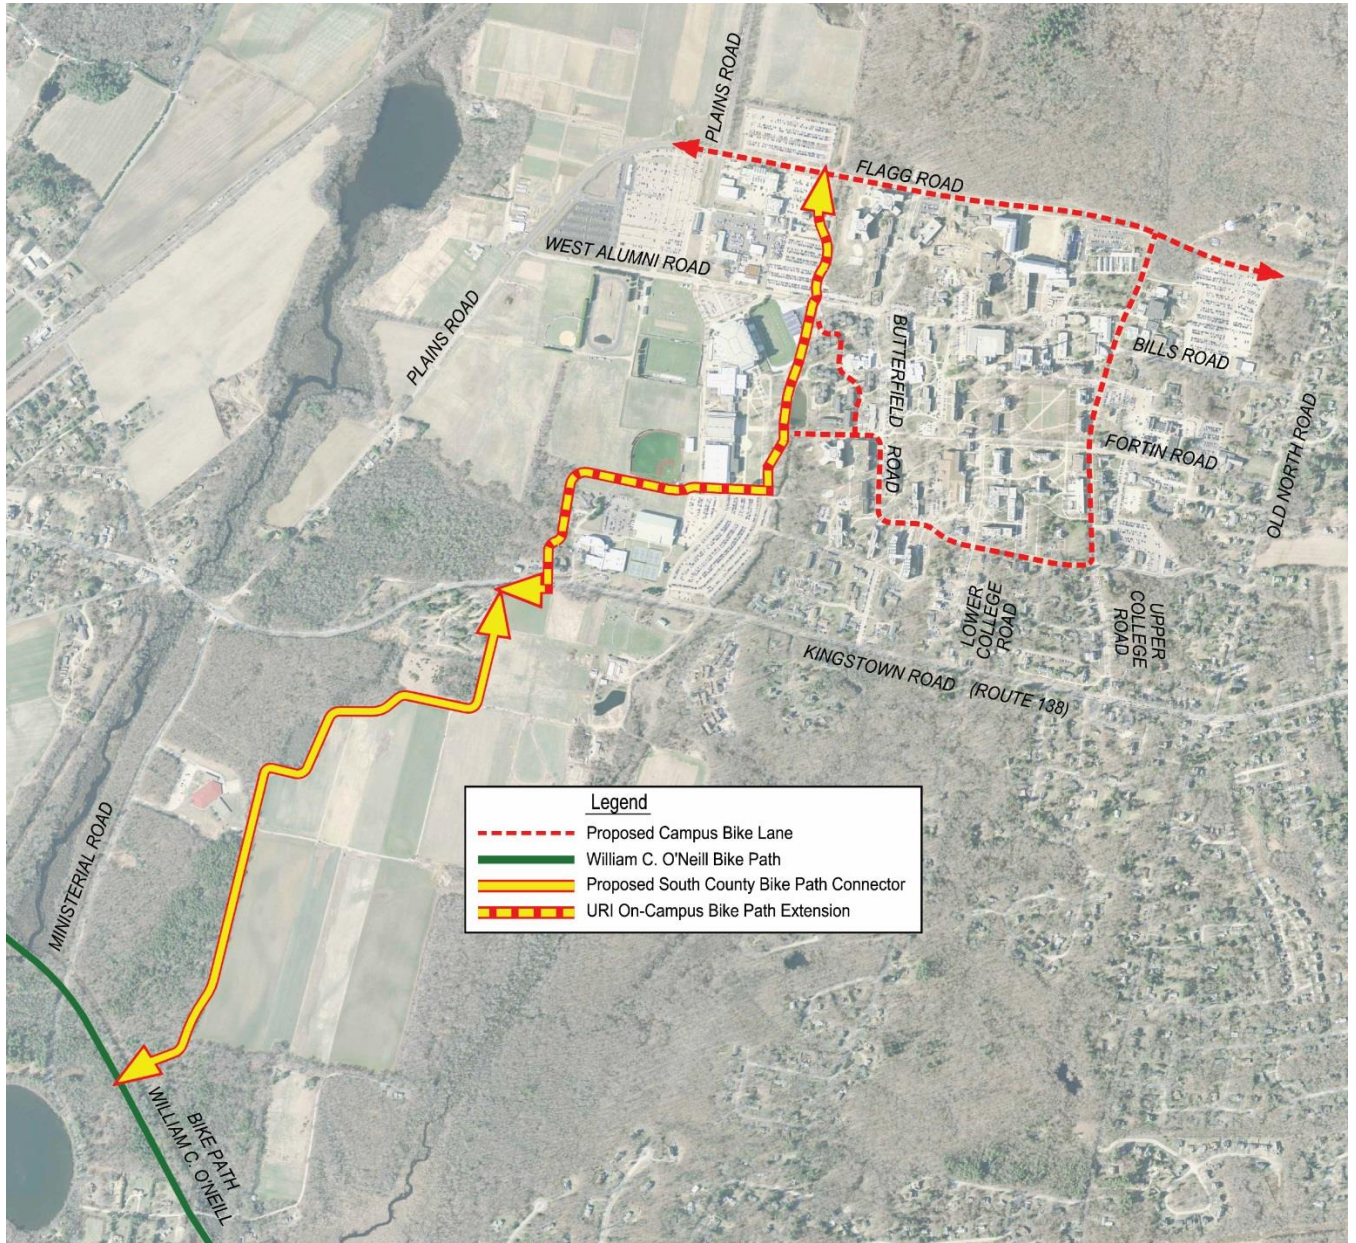 PLAINS ROAD
FLAGG ROAD
WEST ALUMNI ROAD
PLAINS ROAD
BUTTERFIELD
ROAD
BILLS ROAD
FORTIN ROAD
OLD NORTH ROAD
LOWER
COLLEGE
ROAD
UPPER
COLLEGE
ROAD
KINGSTOWN ROAD (ROUTE 138)
MINISTERIAL ROAD
Legend
Proposed Campus Bike Lane
William C. O'Neill Bike Path
Proposed South County Bike Path Connector
URI On-Campus Bike Path Extension
BIKE PATH
WILLIAM C. O'NEILL